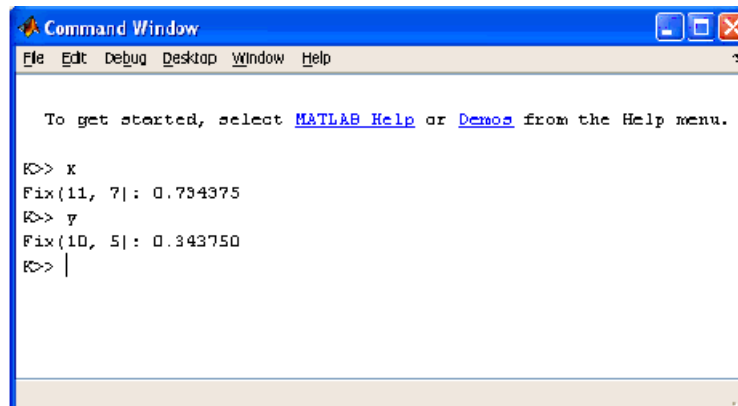 Command Window
File Edit Debug Desktop Window Help
To get started, select MATLAB Help or Demos from the Help menu.
K>> x
Fix(11, 7): 0.734375
K>> y
Fix(10, 5): 0.343750
K>>